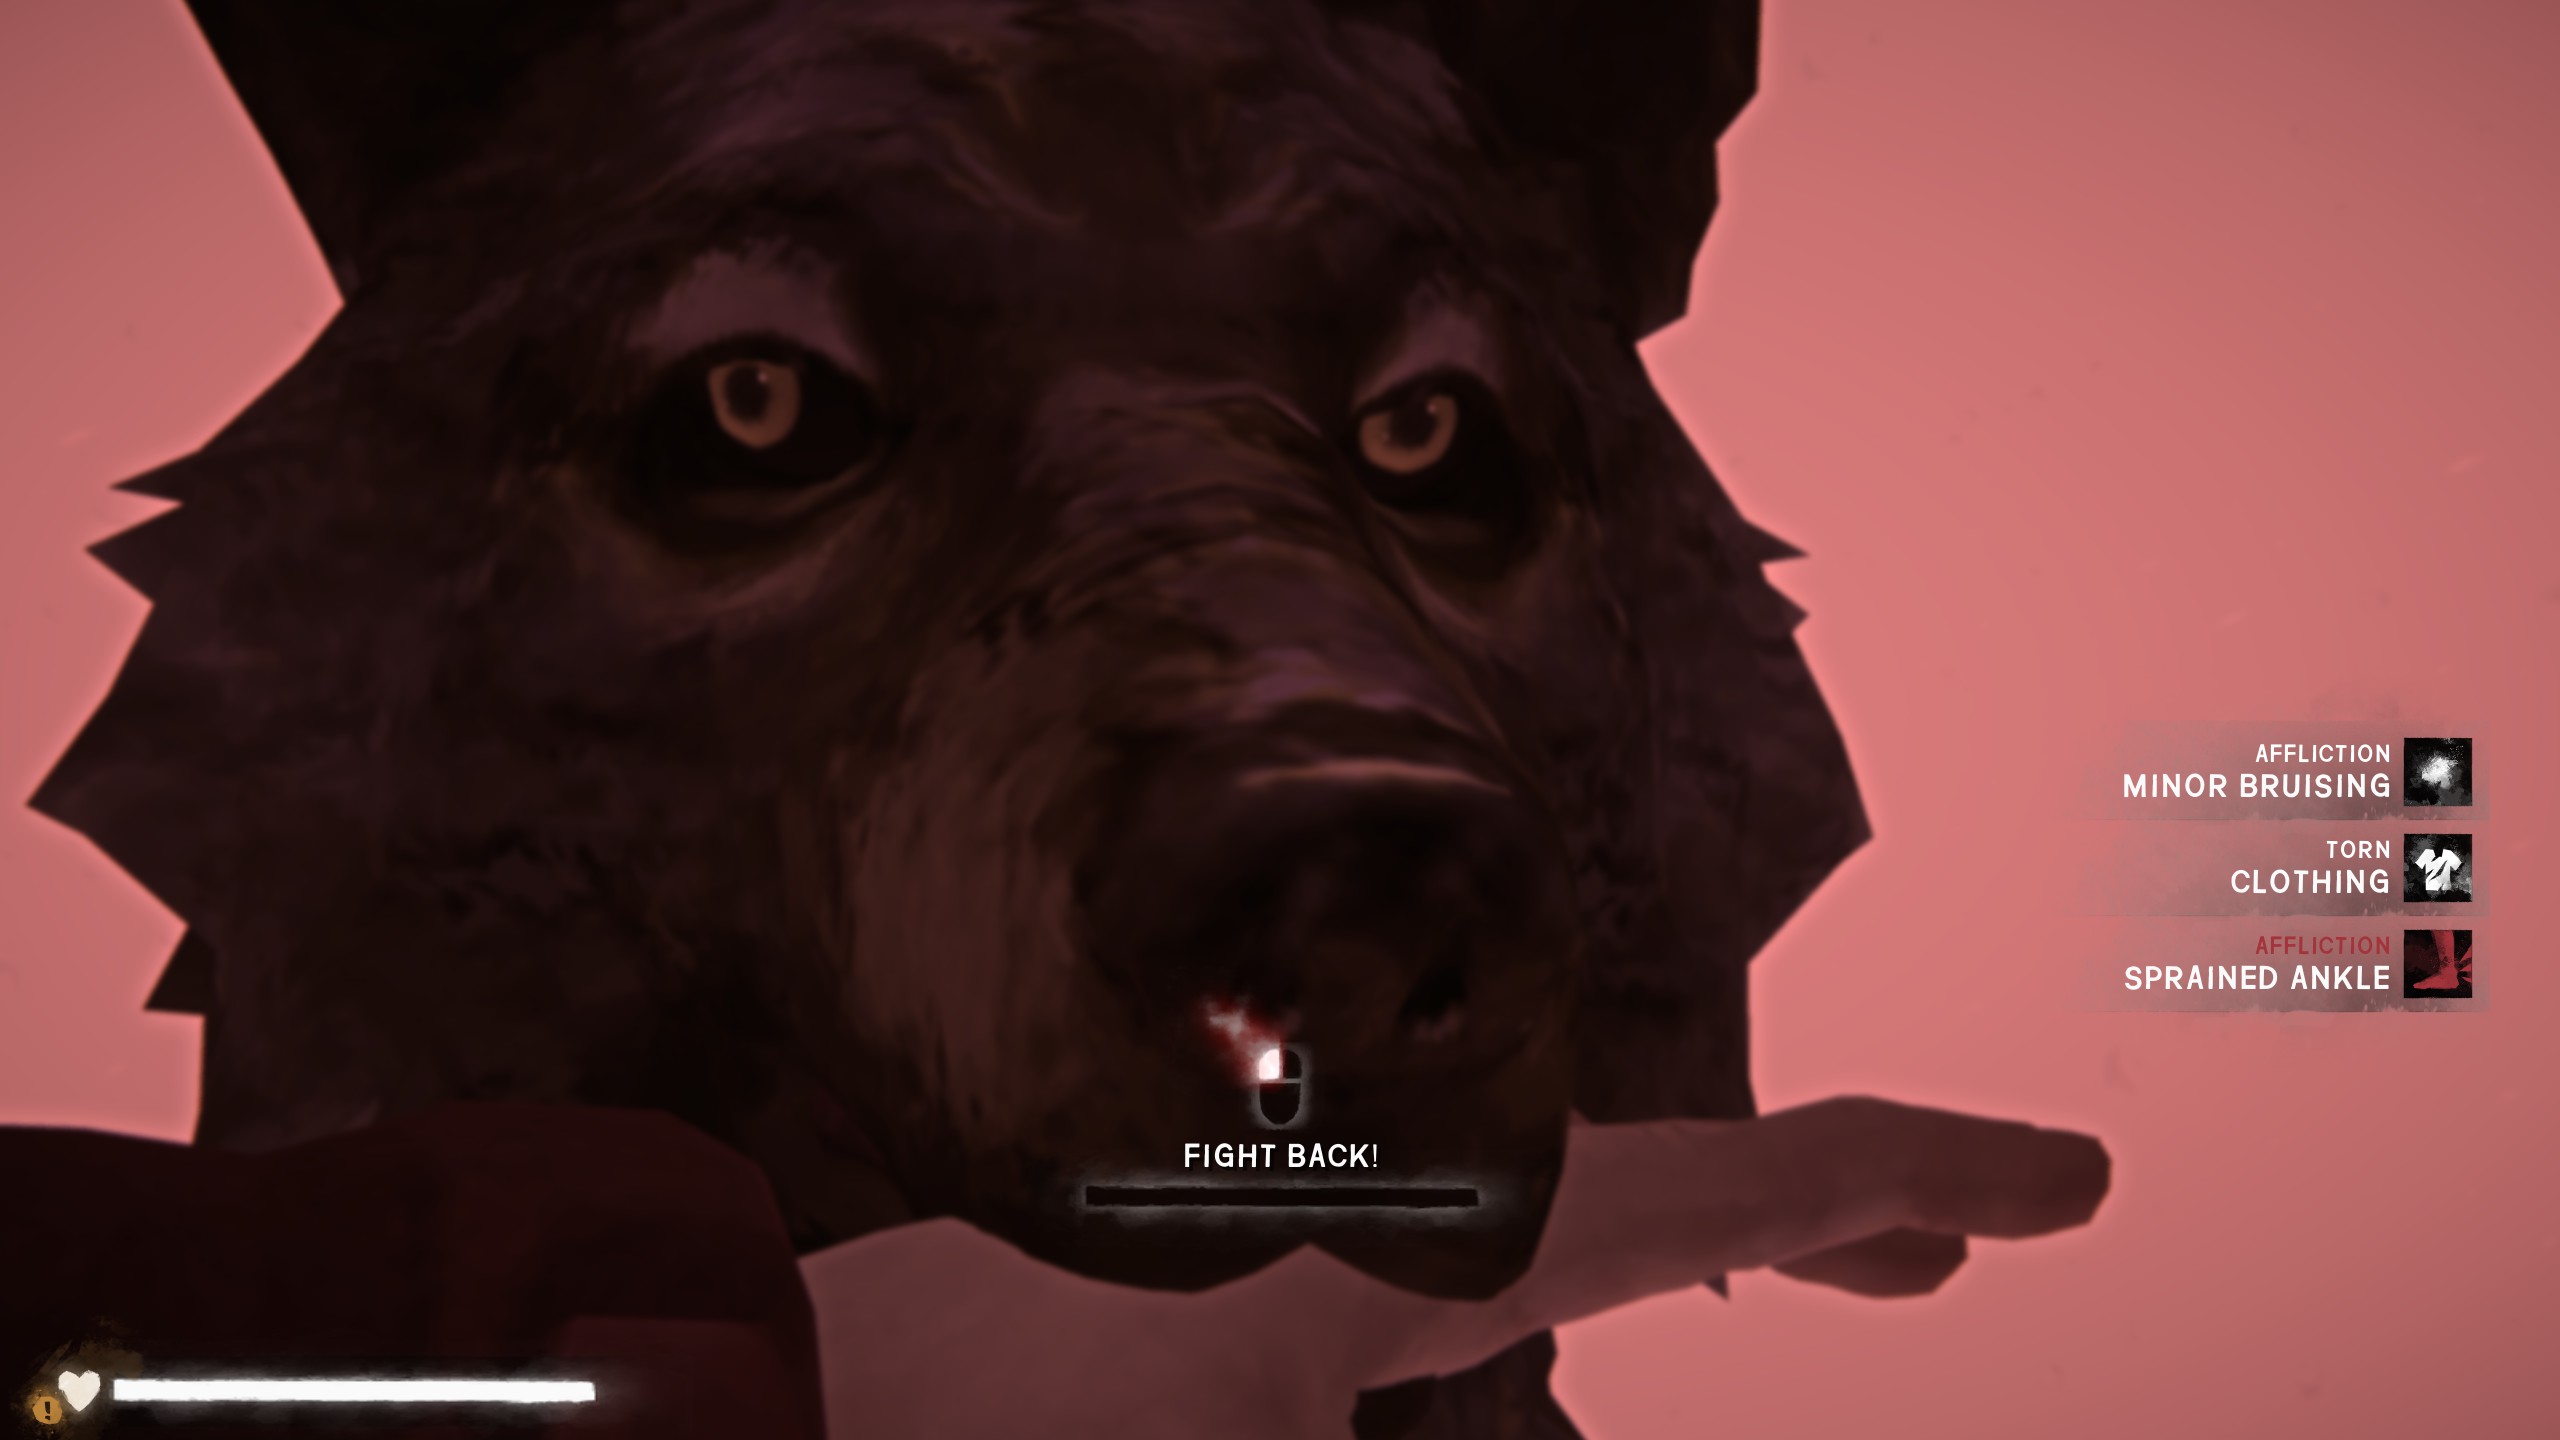 AFFLICTION
MINOR BRUISING
TORN
CLOTHING
AFFLICTION
SPRAINED ANKLE
FIGHT BACK!
!